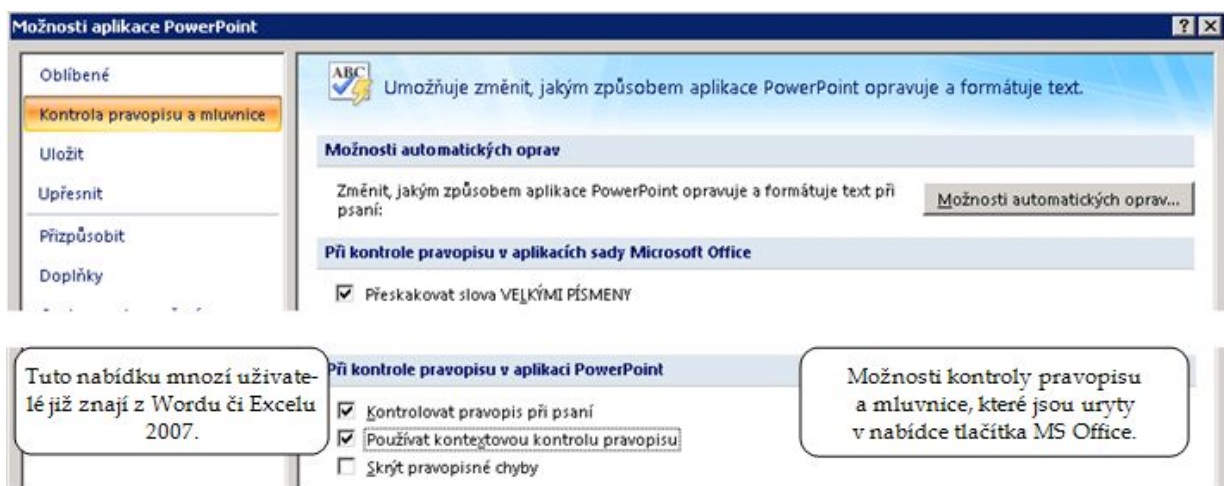 Možnosti aplikace PowerPoint
Oblíbené
Kontrola pravopisu a mluvnice
Uložit
Upřesnit
Přizpůsobit
Doplňky
ABC
Umožňuje změnit, jakým způsobem aplikace PowerPoint opravuje a formátuje text.
Možnosti automatických oprav
Změnit, jakým způsobem aplikace PowerPoint opravuje a formátuje text při
psaní:
Možnosti automatických oprav...
Při kontrole pravopisu v aplikacích sady Microsoft Office
Přeskakovat slova VELKÝMI PÍSMENY
Tuto nabídku mnozí uživate-
lé již znají z Wordu či Excelu
2007.
Při kontrole pravopisu v aplikaci PowerPoint
Kontrolovat pravopis při psaní
Používat kontextovou kontrolu pravopisu
Skrýt pravopisné chyby
Možnosti kontroly pravopisu
a mluvnice, které jsou uryty
v nabídce tlačítka MS Office.